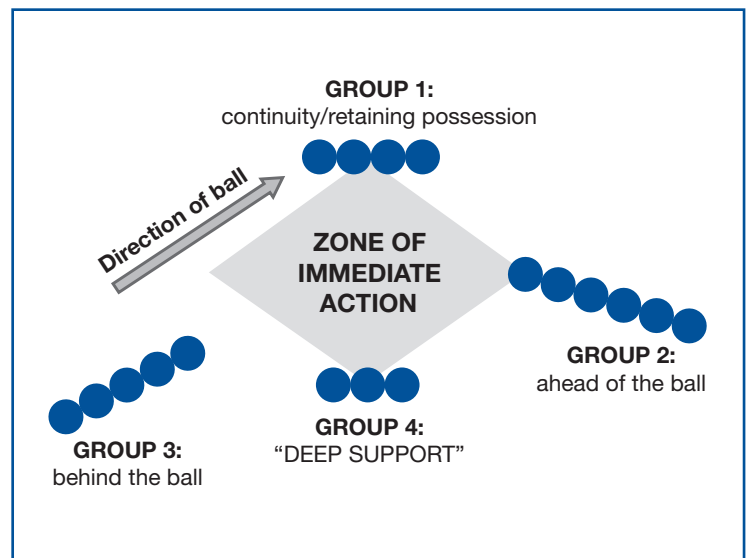 GROUP 1:
continuity/retaining possession
Direction of ball
ZONE OF
IMMEDIATE
ACTION
GROUP 2:
ahead of the ball
GROUP 3:
behind the ball
GROUP 4:
“DEEP SUPPORT”